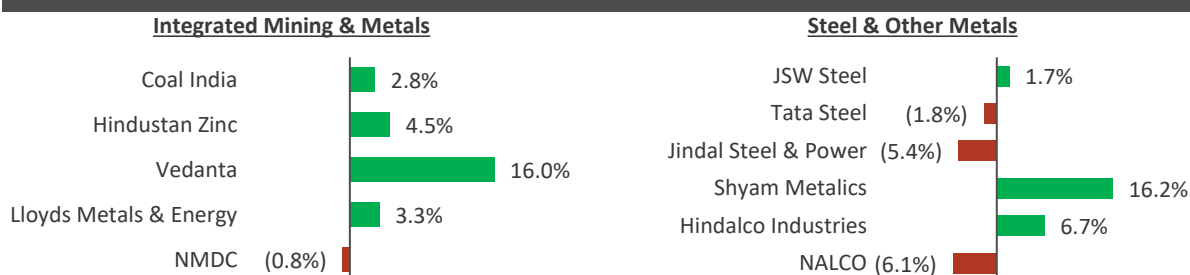 Integrated Mining & Metals
Coal India 2.8%
Hindustan Zinc 4.5%
Vedanta 16.0%
Lloyds Metals & Energy 3.3%
NMDC (0.8%)
Steel & Other Metals
JSW Steel 1.7%
Tata Steel (1.8%)
Jindal Steel & Power (5.4%)
Shyam Metalics 16.2%
Hindalco Industries 6.7%
NALCO (6.1%)